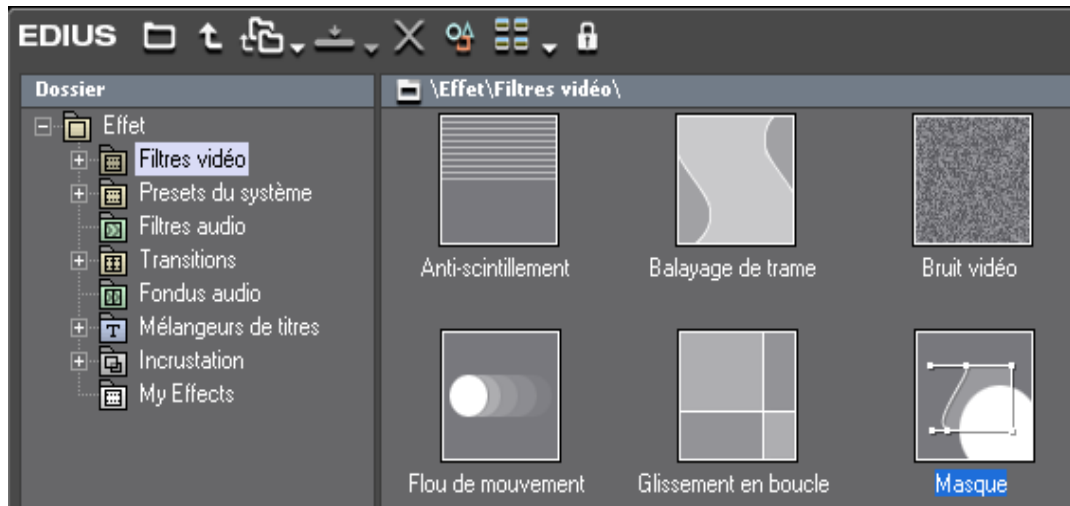 EDIUS
Dossier
\Effet\Filtres vidéo\
Effet
Filtres vidéo
Presets du système
Filtres audio
Transitions
Fondus audio
T Mélangeurs de titres
Incrustation
My Effects
Anti-scintillement
Balayage de trame
Bruit vidéo
Flou de mouvement
Glissement en boucle
Masque